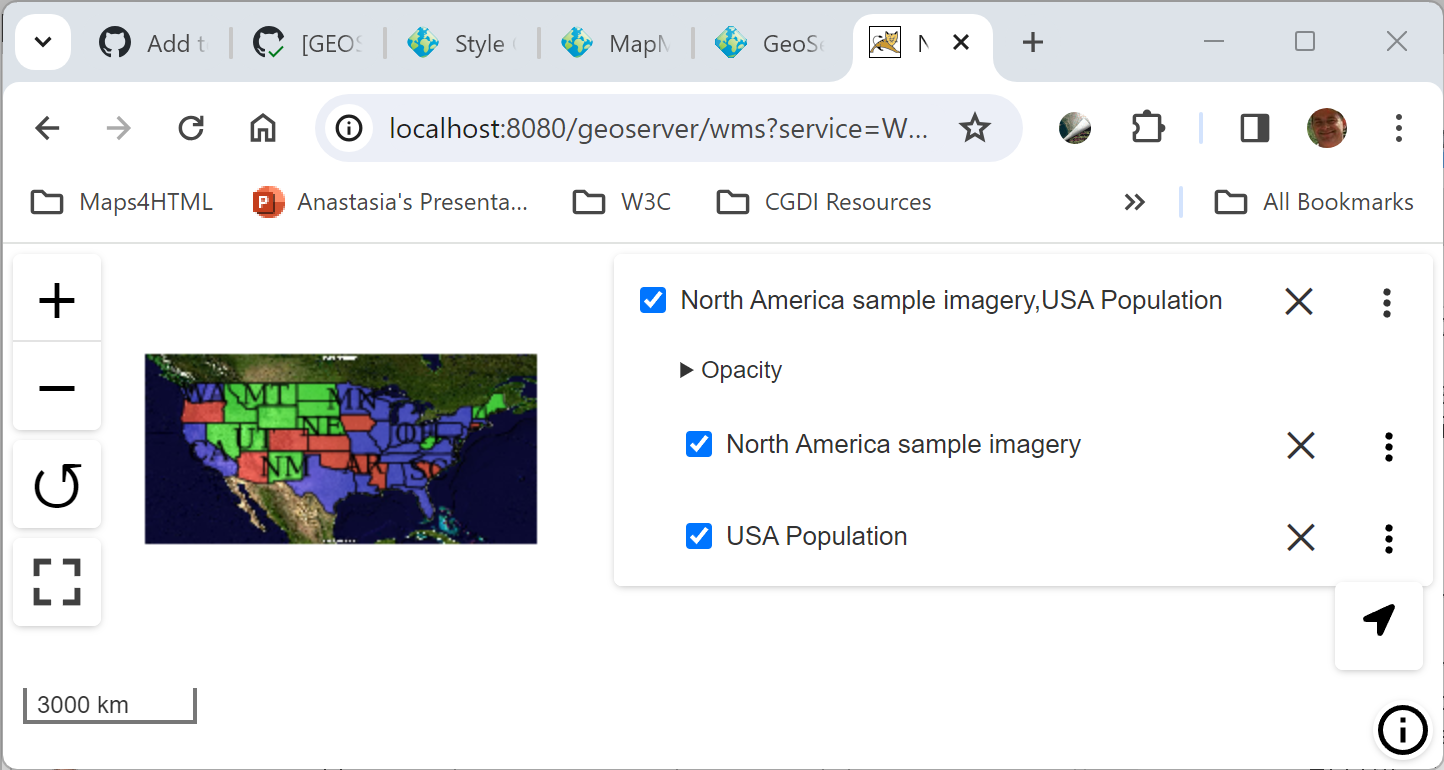 Add t
[GEOS
Style
MapM
GeoSe
N
localhost:8080/geoserver/wms?service=W...
Maps4HTML
Anastasia's Presenta...
W3C
CGDI Resources
All Bookmarks
North America sample imagery,USA Population
Opacity
North America sample imagery
USA Population
WA MT MN
NE OH
UT
CA
NM AR SC
3000 km